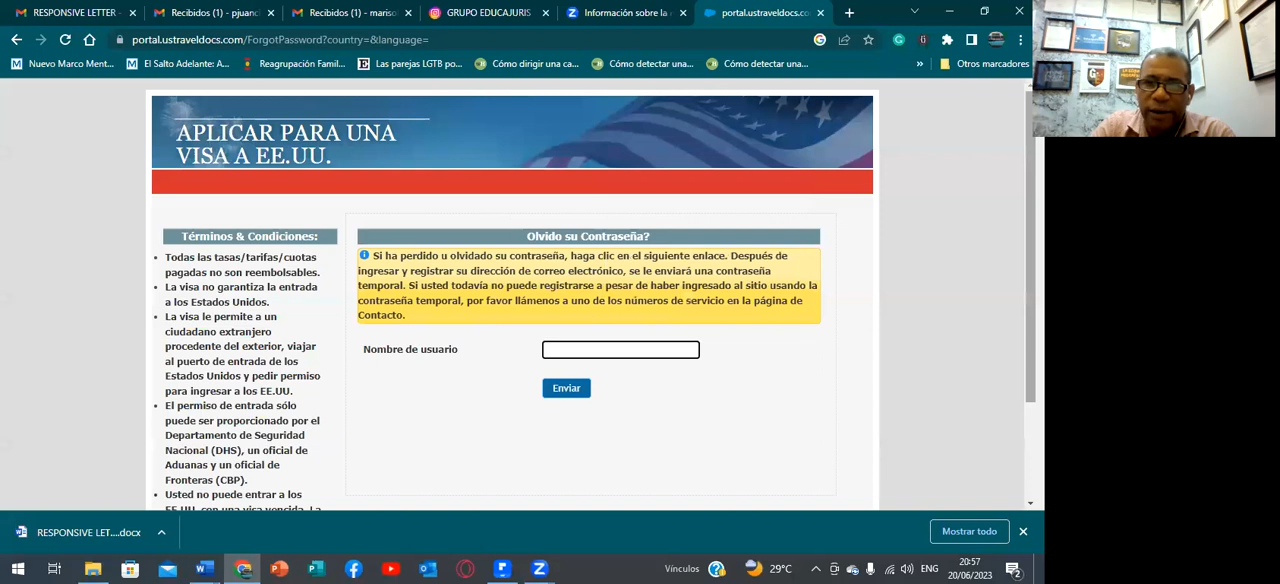 RESPONSIVE LETTER -
Recibidos (1) - pjuanc
Recibidos (1) - mariso
GRUPO EDUCAJURIS
Información sobre la
portal.ustraveldocs.co
portal.ustraveldocs.com/ForgotPassword?country=&language=
Nuevo Marco Ment...
El Salto Adelante: A...
Reagrupación Famil...
Las parejas LGTB po...
Cómo dirigir una ca...
Cómo detectar una...
Cómo detectar una...
»
Otros marcadores
APLICAR PARA UNA
VISA A EE.UU.
Términos & Condiciones:
• Todas las tasas/tarifas/cuotas
pagadas no son reembolsables.
• La visa no garantiza la entrada
a los Estados Unidos.
• La visa le permite a un
ciudadano extranjero
procedente del exterior, viajar
al puerto de entrada de los
Estados Unidos y pedir permiso
para ingresar a los EE.UU.
• El permiso de entrada sólo
puede ser proporcionado por el
Departamento de Seguridad
Nacional (DHS), un oficial de
Aduanas y un oficial de
Fronteras (CBP).
• Usted no puede entrar a los
EE.UU. con una visa vencida. La
Olvido su Contraseña?
Si ha perdido u olvidado su contraseña, haga clic en el siguiente enlace. Después de
ingresar y registrar su dirección de correo electrónico, se le enviará una contraseña
temporal. Si usted todavía no puede registrarse a pesar de haber ingresado al sitio usando la
contraseña temporal, por favor llámenos a uno de los números de servicio en la página de
Contacto.
Nombre de usuario
Enviar
RESPONSIVE LET....docx
Mostrar todo
Vínculos
29°C
ENG
20:57
20/06/2023
2